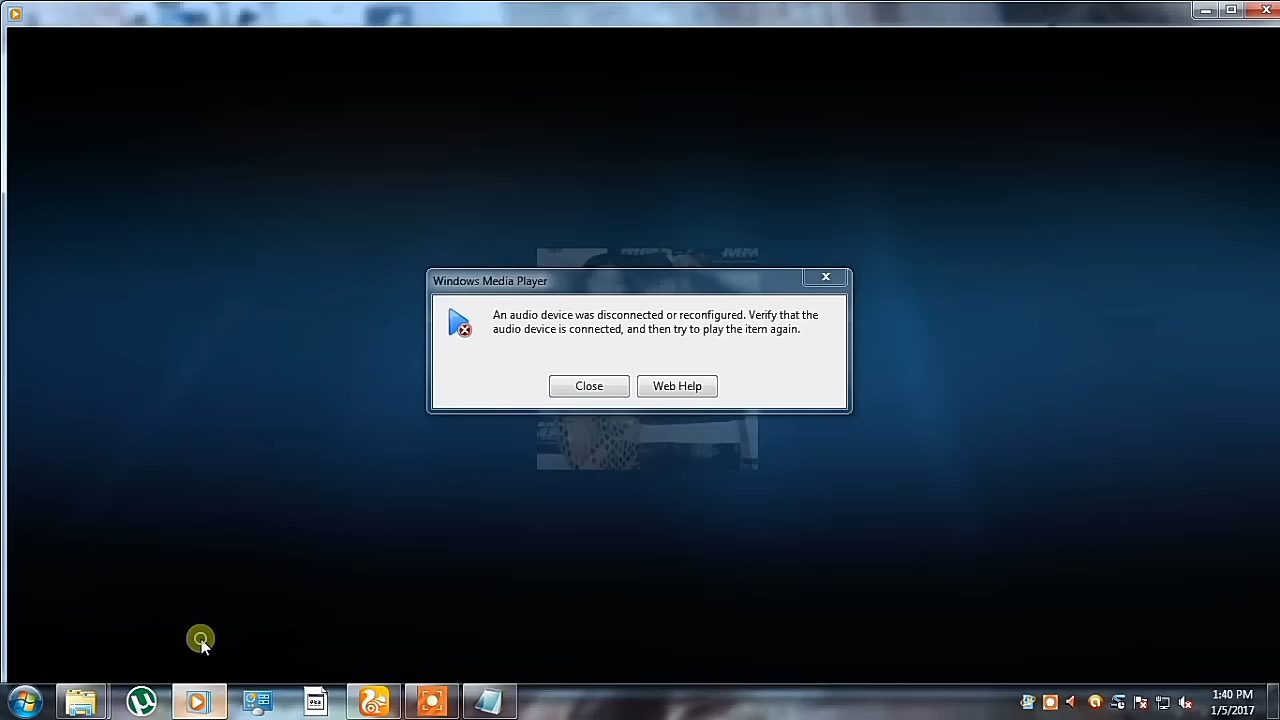 Windows Media Player
An audio device was disconnected or reconfigured. Verify that the
audio device is connected, and then try to play the item again.
Close
Web Help
1:40 PM
1/5/2017